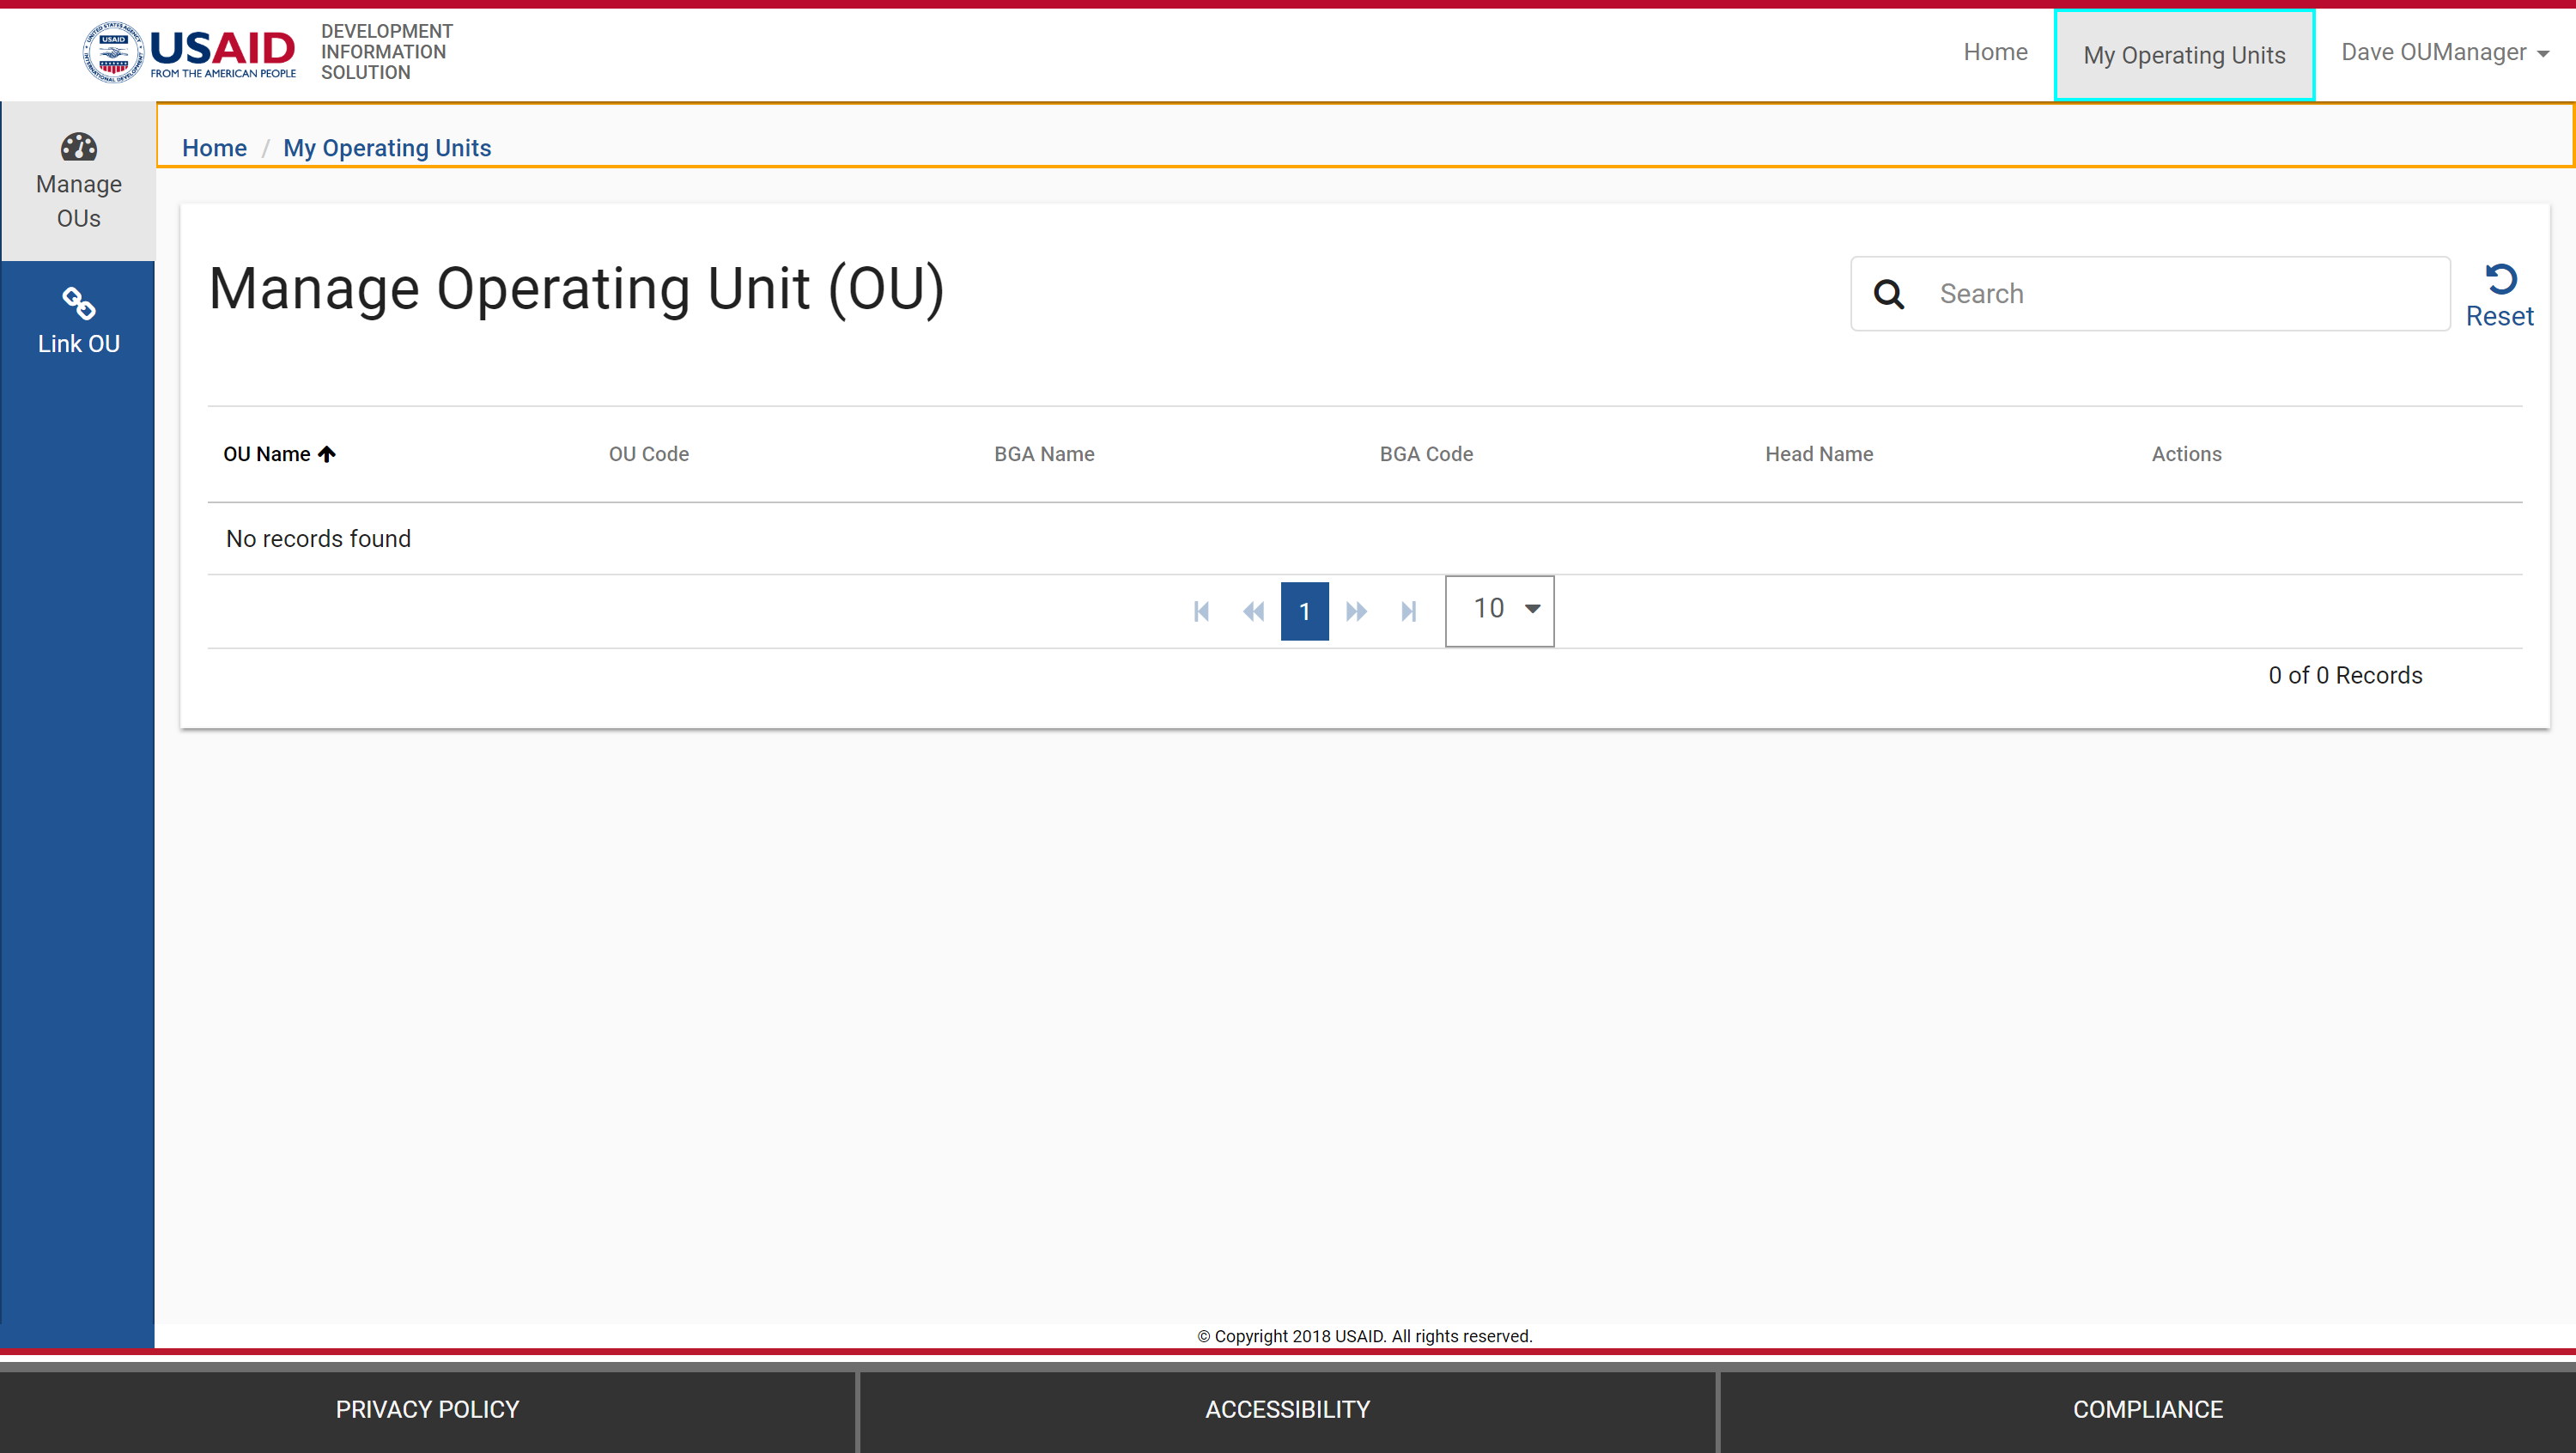 USAID
FROM THE AMERICAN PEOPLE
DEVELOPMENT
INFORMATION
SOLUTION
Home
My Operating Units
Dave OUManager
Manage
OUs
Link OU
Home / My Operating Units
Manage Operating Unit (OU)
Search
Reset
OU Name
OU Code
BGA Name
BGA Code
Head Name
Actions
No records found
1
10
0 of 0 Records
© Copyright 2018 USAID. All rights reserved.
PRIVACY POLICY
ACCESSIBILITY
COMPLIANCE